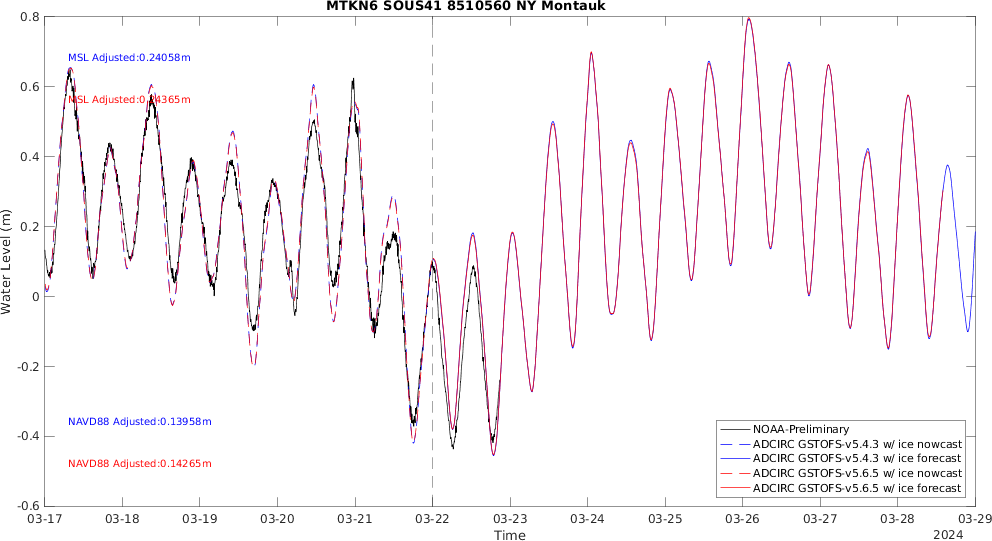 MTKN6 SOUS41 8510560 NY Montauk
0.8
0.6
0.4
0.2
0
-0.2
-0.4
-0.6
Water Level (m)
MSL Adjusted:0.24058m
MSL Adjusted:0.24365m
NAVD88 Adjusted:0.13958m
NAVD88 Adjusted:0.14265m
NOAA-Preliminary
ADCIRC GSTOFS-v5.4.3 w/ ice nowcast
ADCIRC GSTOFS-v5.4.3 w/ ice forecast
ADCIRC GSTOFS-v5.6.5 w/ ice nowcast
ADCIRC GSTOFS-v5.6.5 w/ ice forecast
03-17 03-18 03-19 03-20 03-21 03-22 03-23 03-24 03-25 03-26 03-27 03-28 03-29
Time
2024